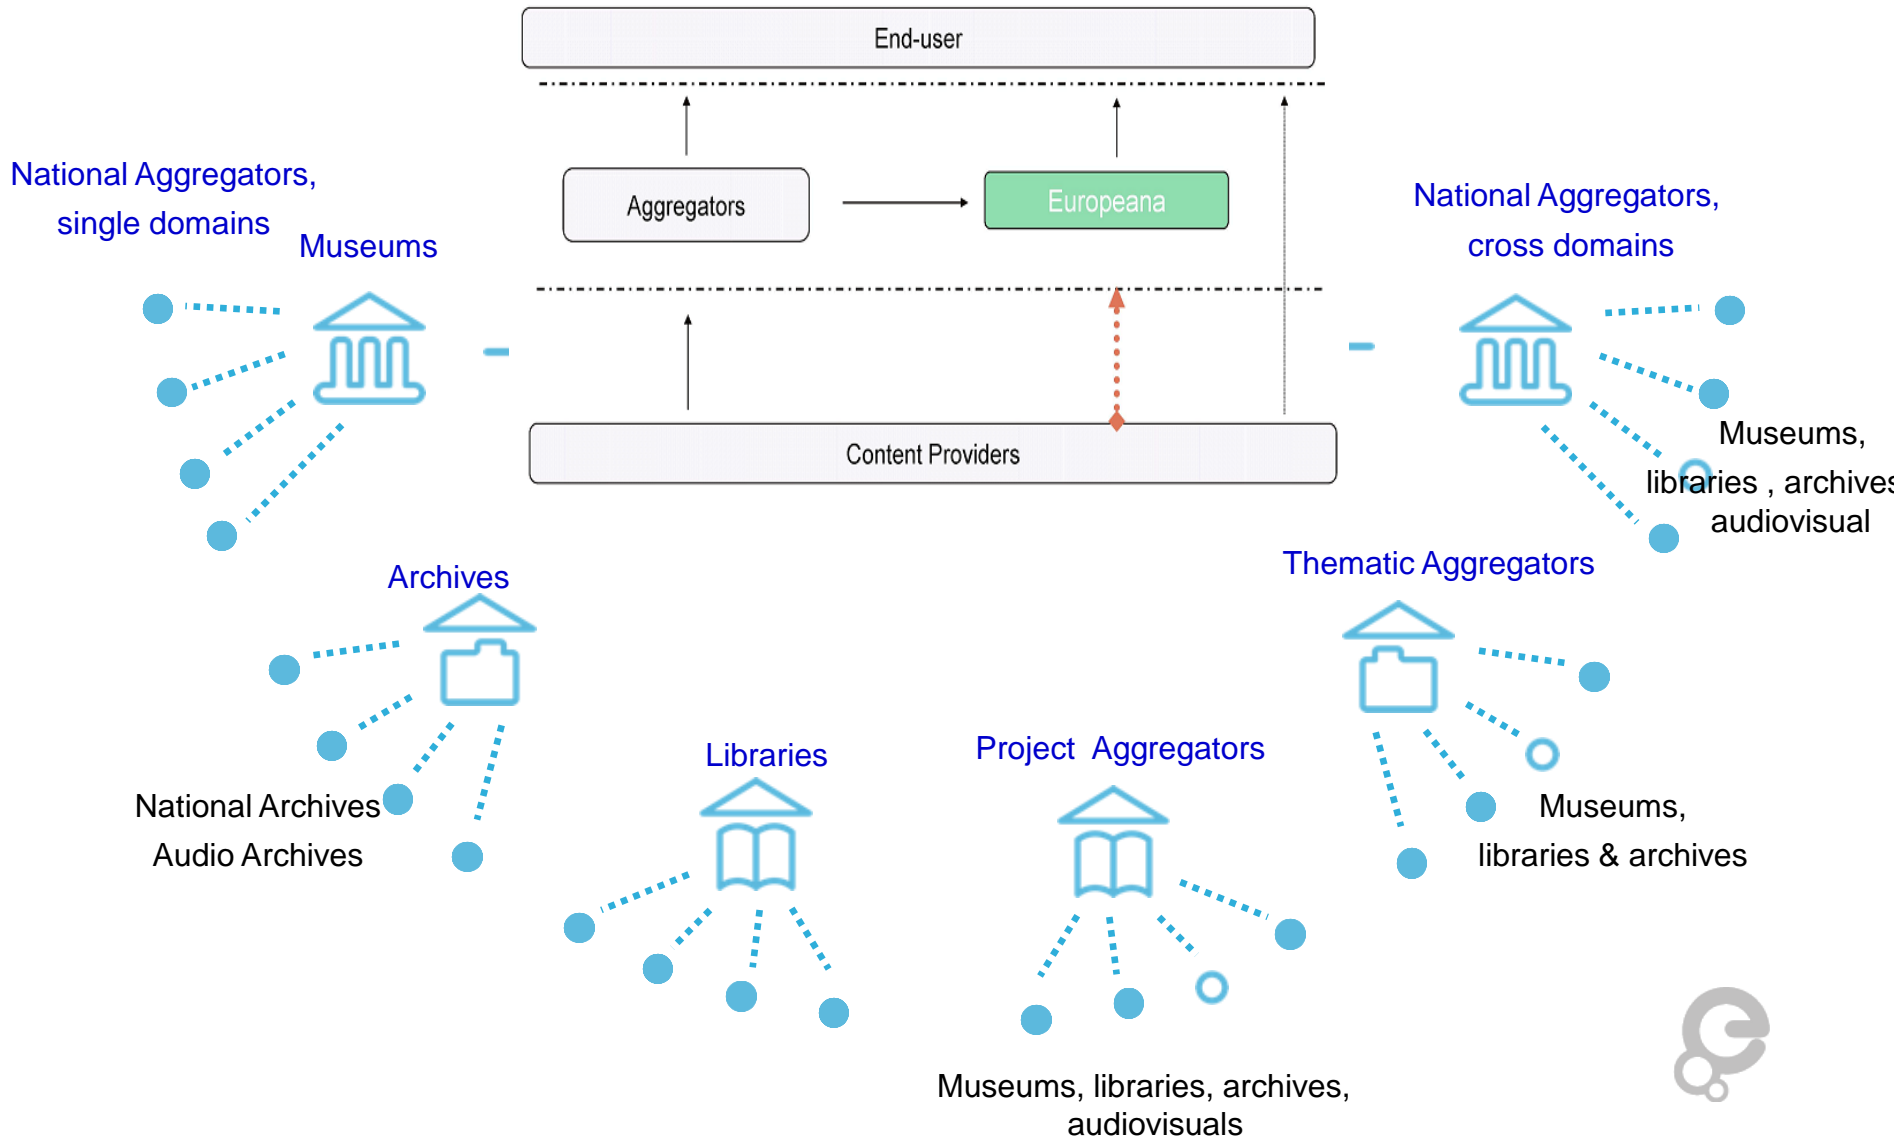 End-user
National Aggregators,
single domains
Museums
Aggregators
Europeana
National Aggregators,
cross domains
Content Providers
Museums,
libraries , archives
audiovisual
Archives
Thematic Aggregators
National Archives
Audio Archives
Libraries
Project Aggregators
Museums,
libraries & archives
Museums, libraries, archives,
audiovisuals